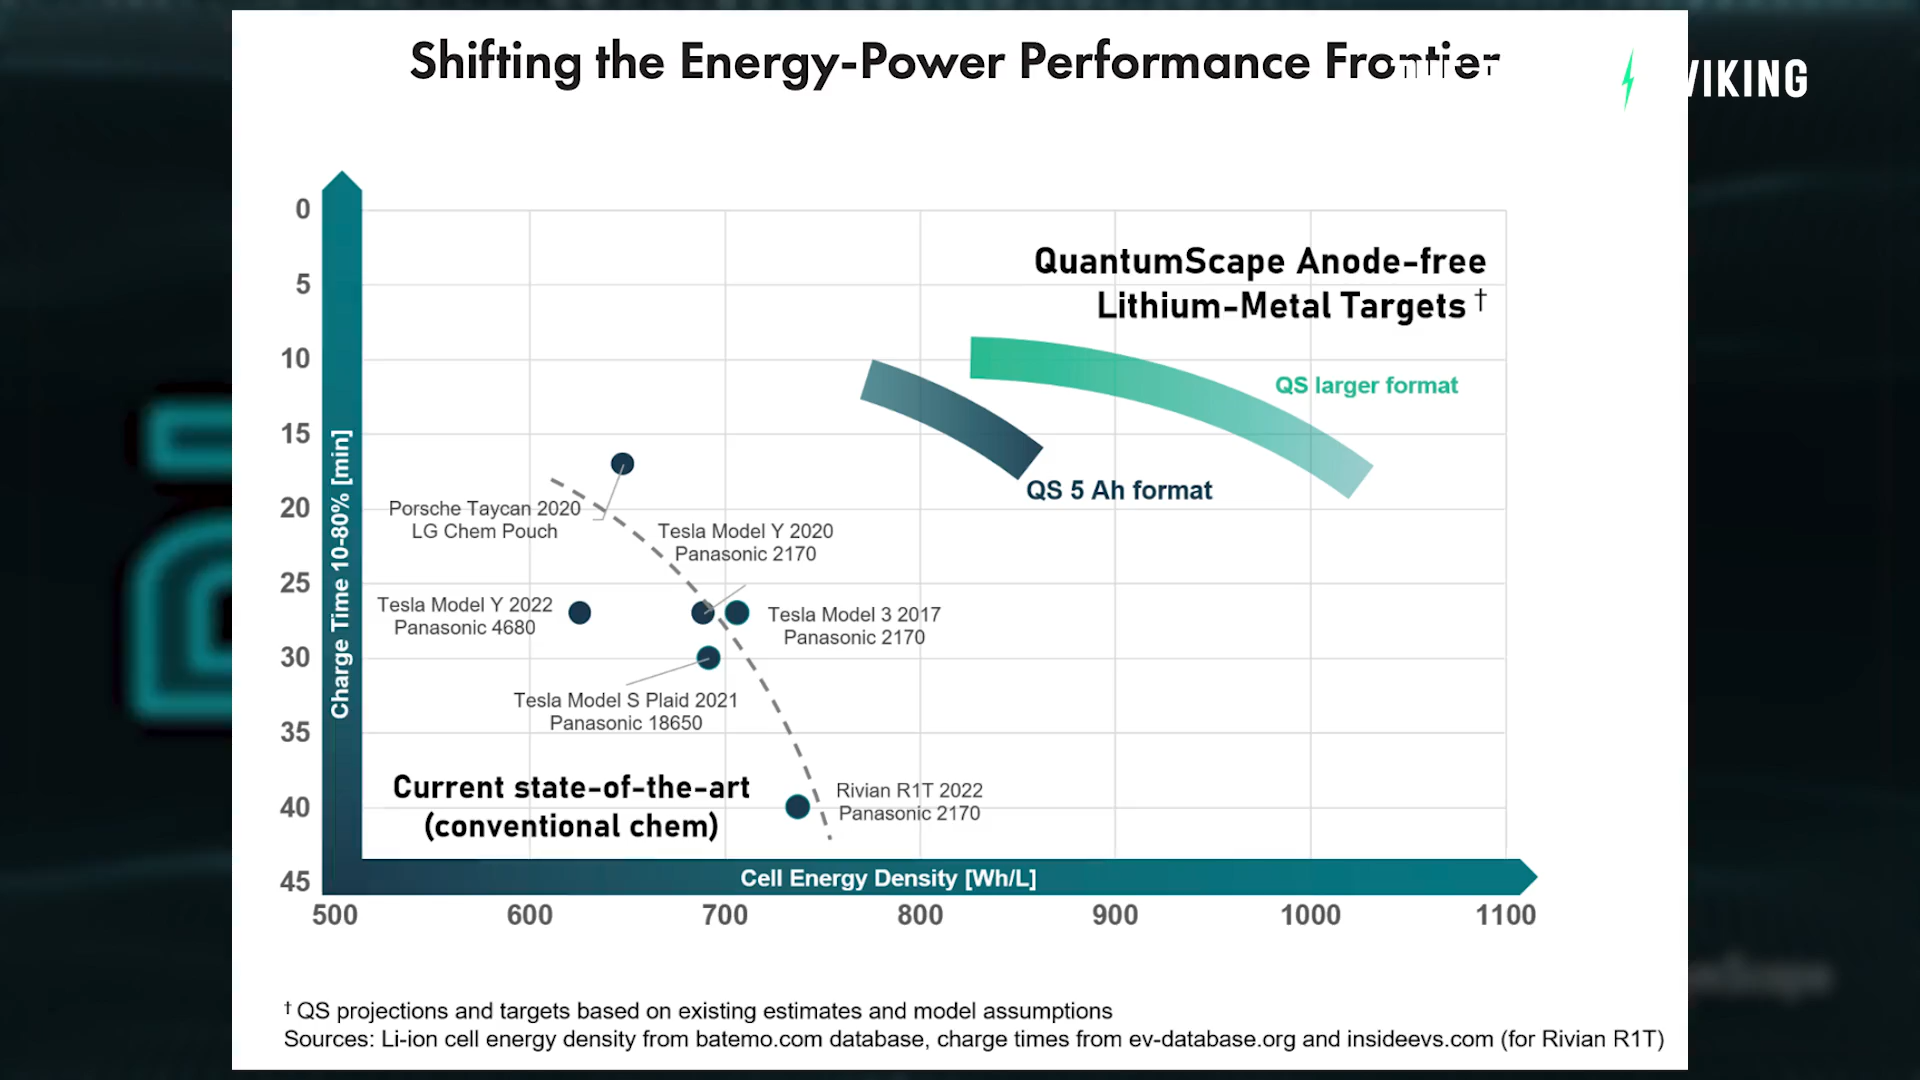 Shifting the Energy-Power Performance Frontier
VIKING
0
5
10
15
20
25
30
35
40
45
Charge Time 10-80% [min]
QuantumScape Anode-free
Lithium-Metal Targets †
QS larger format
QS 5 Ah format
Porsche Taycan 2020
LG Chem Pouch
Tesla Model Y 2020
Panasonic 2170
Tesla Model Y 2022
Panasonic 4680
Tesla Model 3 2017
Panasonic 2170
Tesla Model S Plaid 2021
Panasonic 18650
Current state-of-the-art
(conventional chem)
Rivian R1T 2022
Panasonic 2170
Cell Energy Density [Wh/L]
500 600 700 800 900 1000 1100
† QS projections and targets based on existing estimates and model assumptions
Sources: Li-ion cell energy density from batemo.com database, charge times from ev-database.org and insideevs.com (for Rivian R1T)